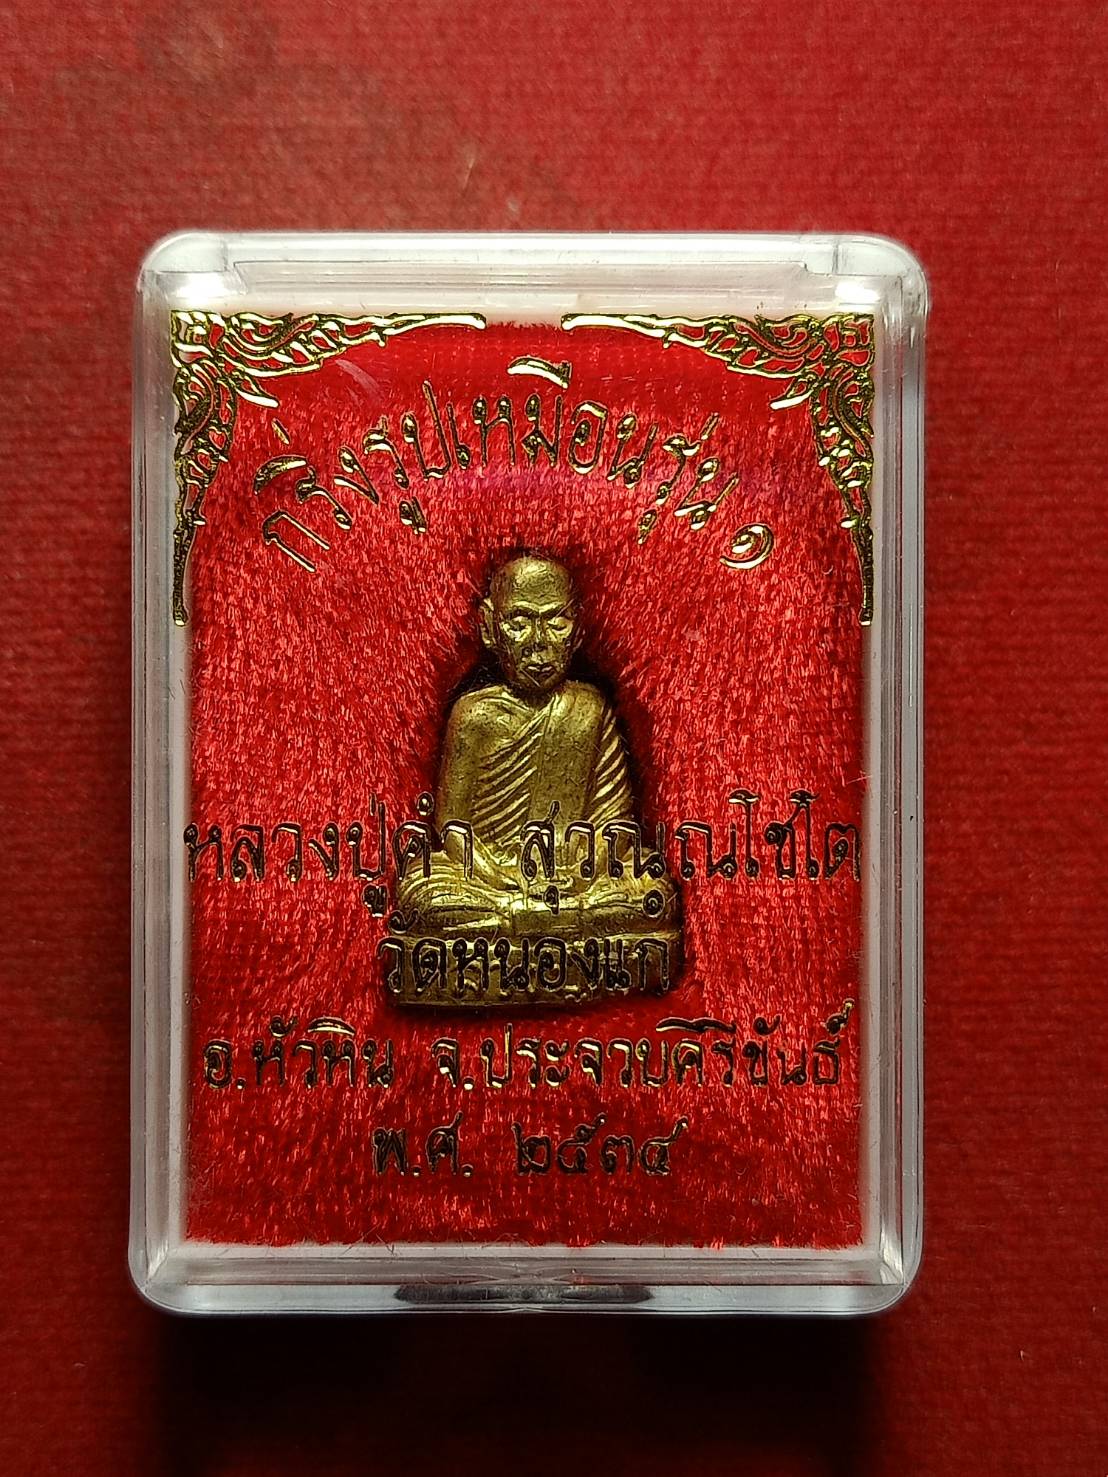 กริ่งรูปเหมือนรุ่น ๑
หลวงปู่คำ สุวณฺณโชโต
วัดหนองแก
อ.หัวหิน จ.ประจวบคีรีขันธ์
พ.ศ. ๒๕๓๔